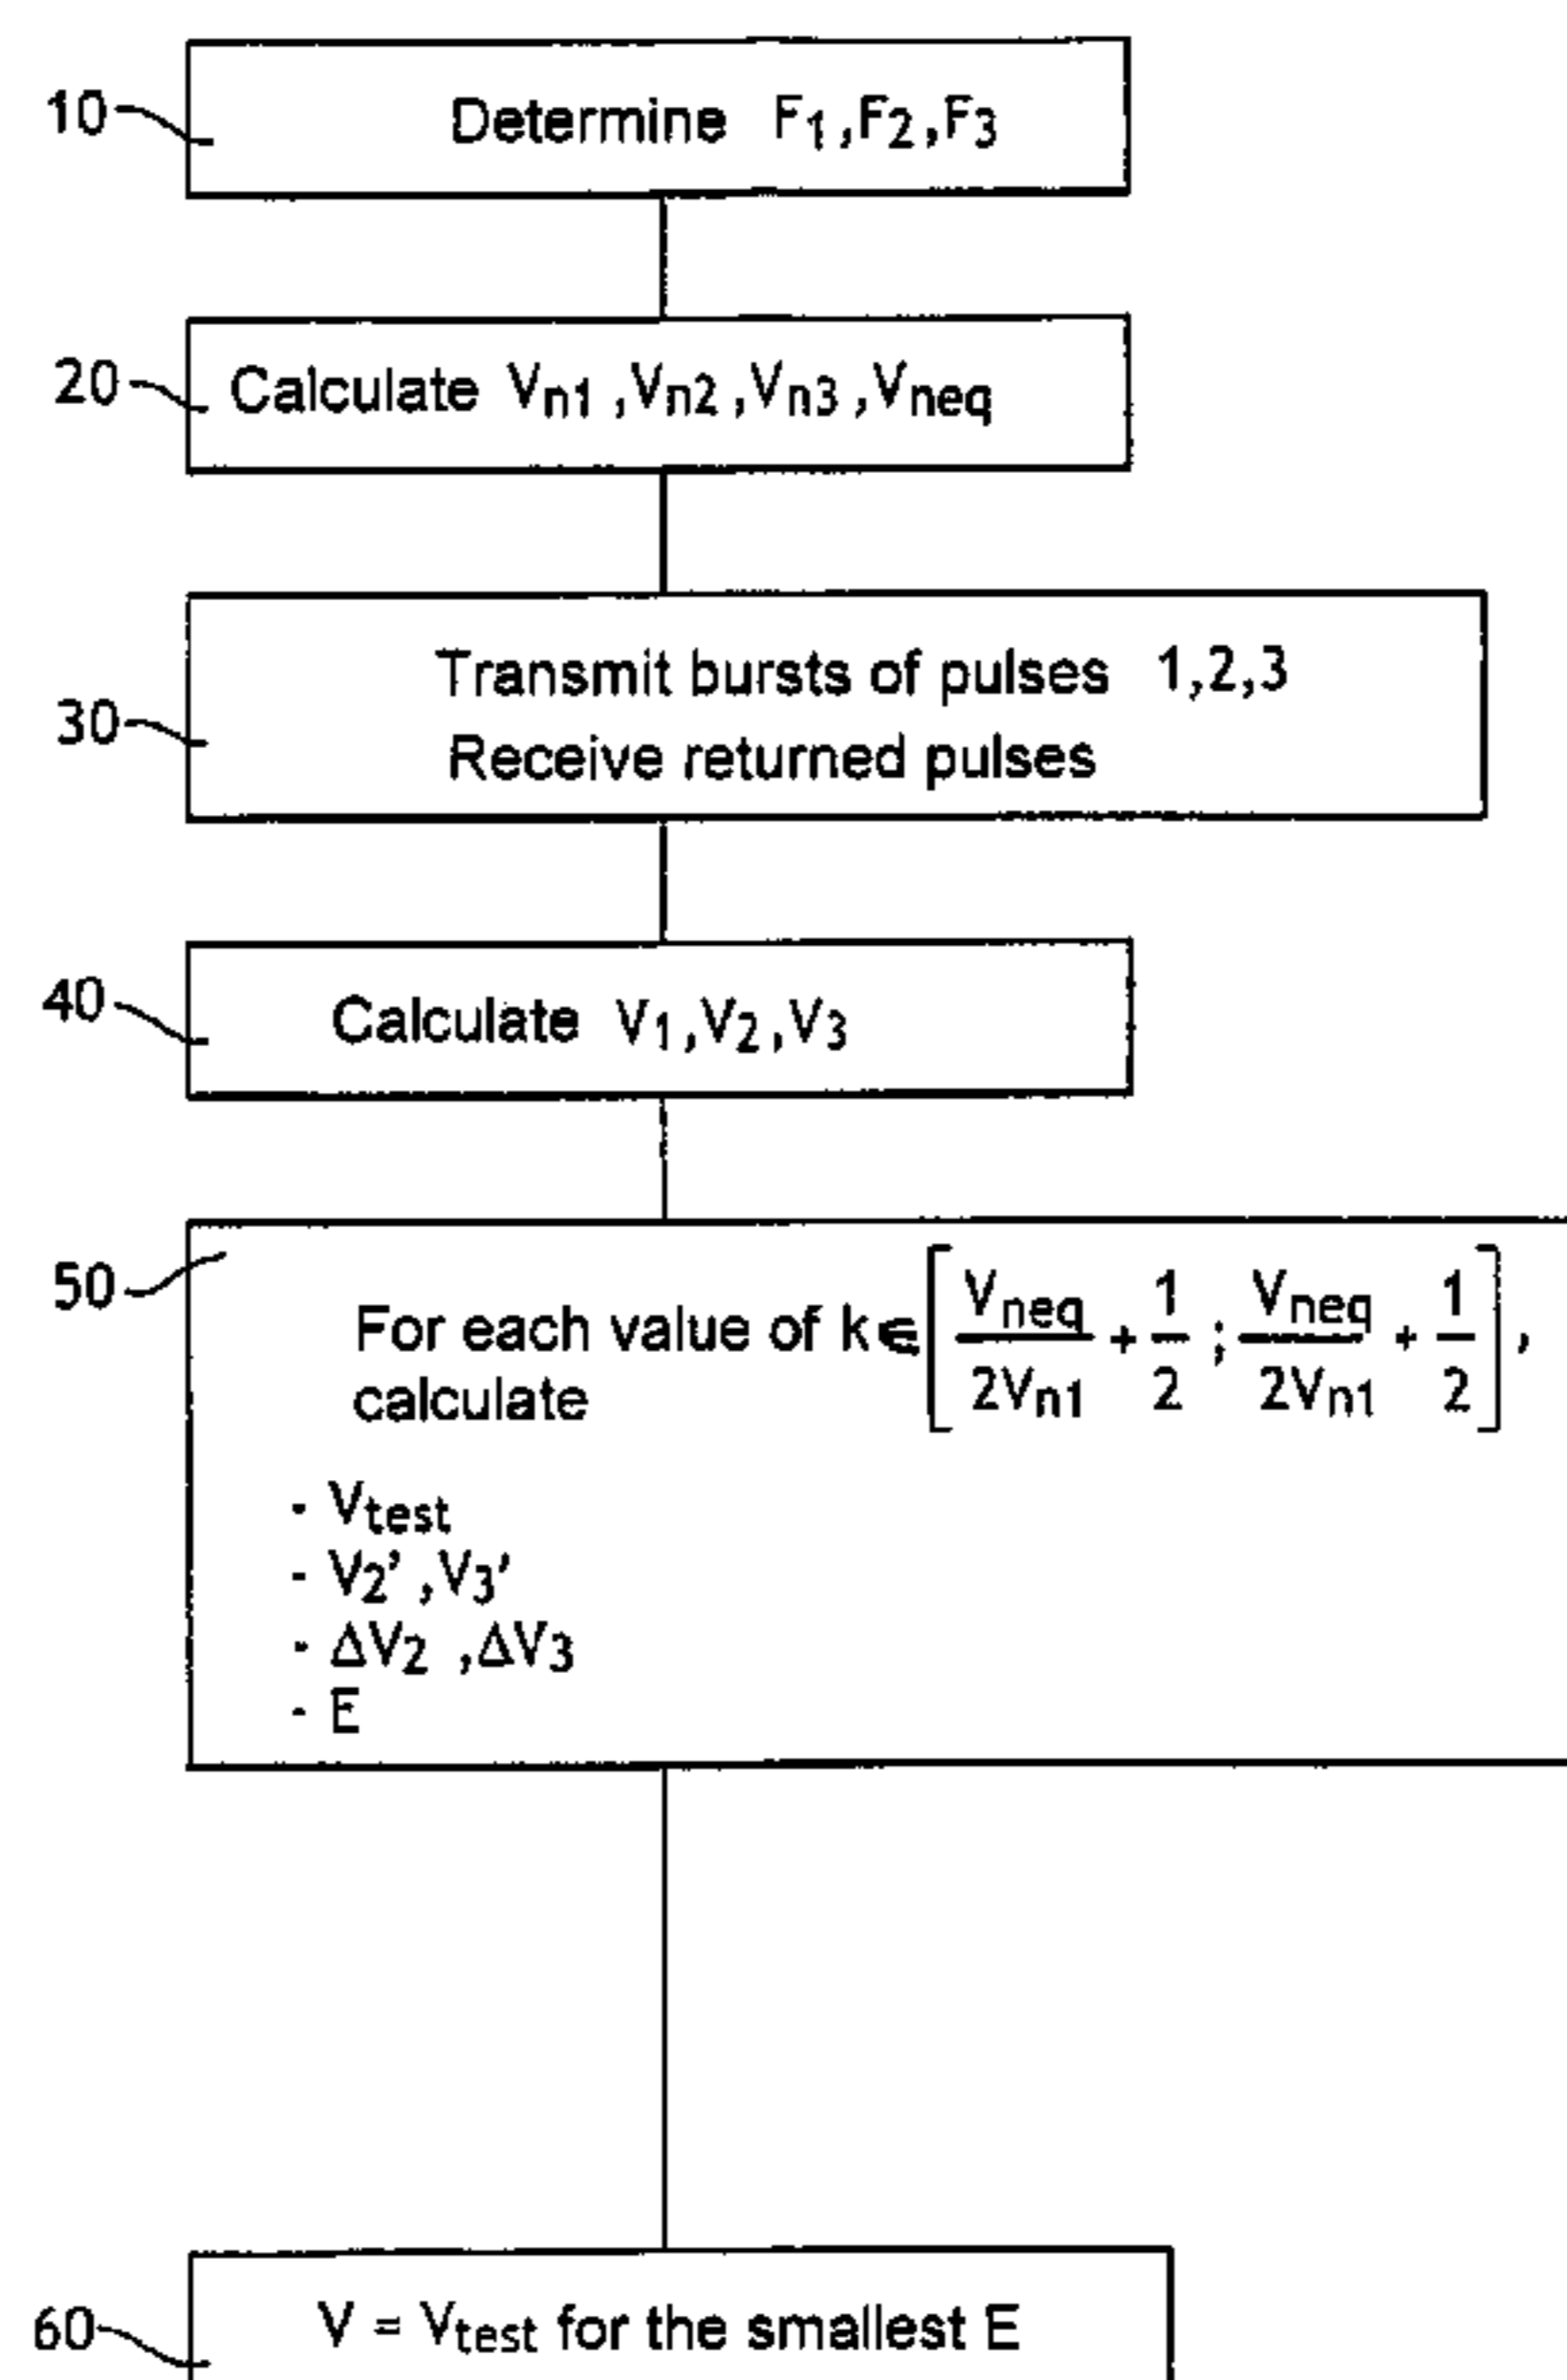 10
Determine F1,F2,F3
20
Calculate Vn1 ,Vn2 ,Vn3 ,Vneq
30
Transmit bursts of pulses 1,2,3
Receive returned pulses
40
Calculate V1,V2,V3
50
For each value of k∈[Vneq/2Vn1 + 1/2 ; Vneq/2Vn1 + 1/2],
calculate
- Vtest
- V2',V3'
- ΔV2 ,ΔV3
- E
60
V = Vtest for the smallest E